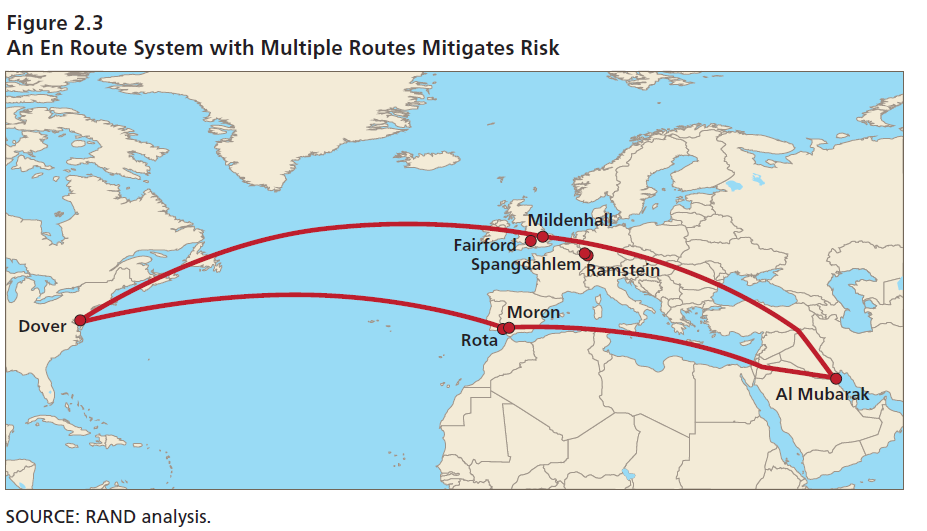 Figure 2.3
An En Route System with Multiple Routes Mitigates Risk
Mildenhall
Fairford
Spangdahlem
Ramstein
Moron
Dover
Rota
Al Mubarak
SOURCE: RAND analysis.